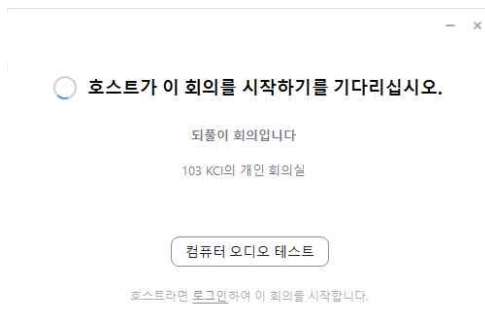 호스트가 이 회의를 시작하기를 기다리십시오.
되풀이 회의입니다
103 KCI의 개인 회의실
컴퓨터 오디오 테스트
호스트라면 로그인하여 이 회의를 시작합니다.